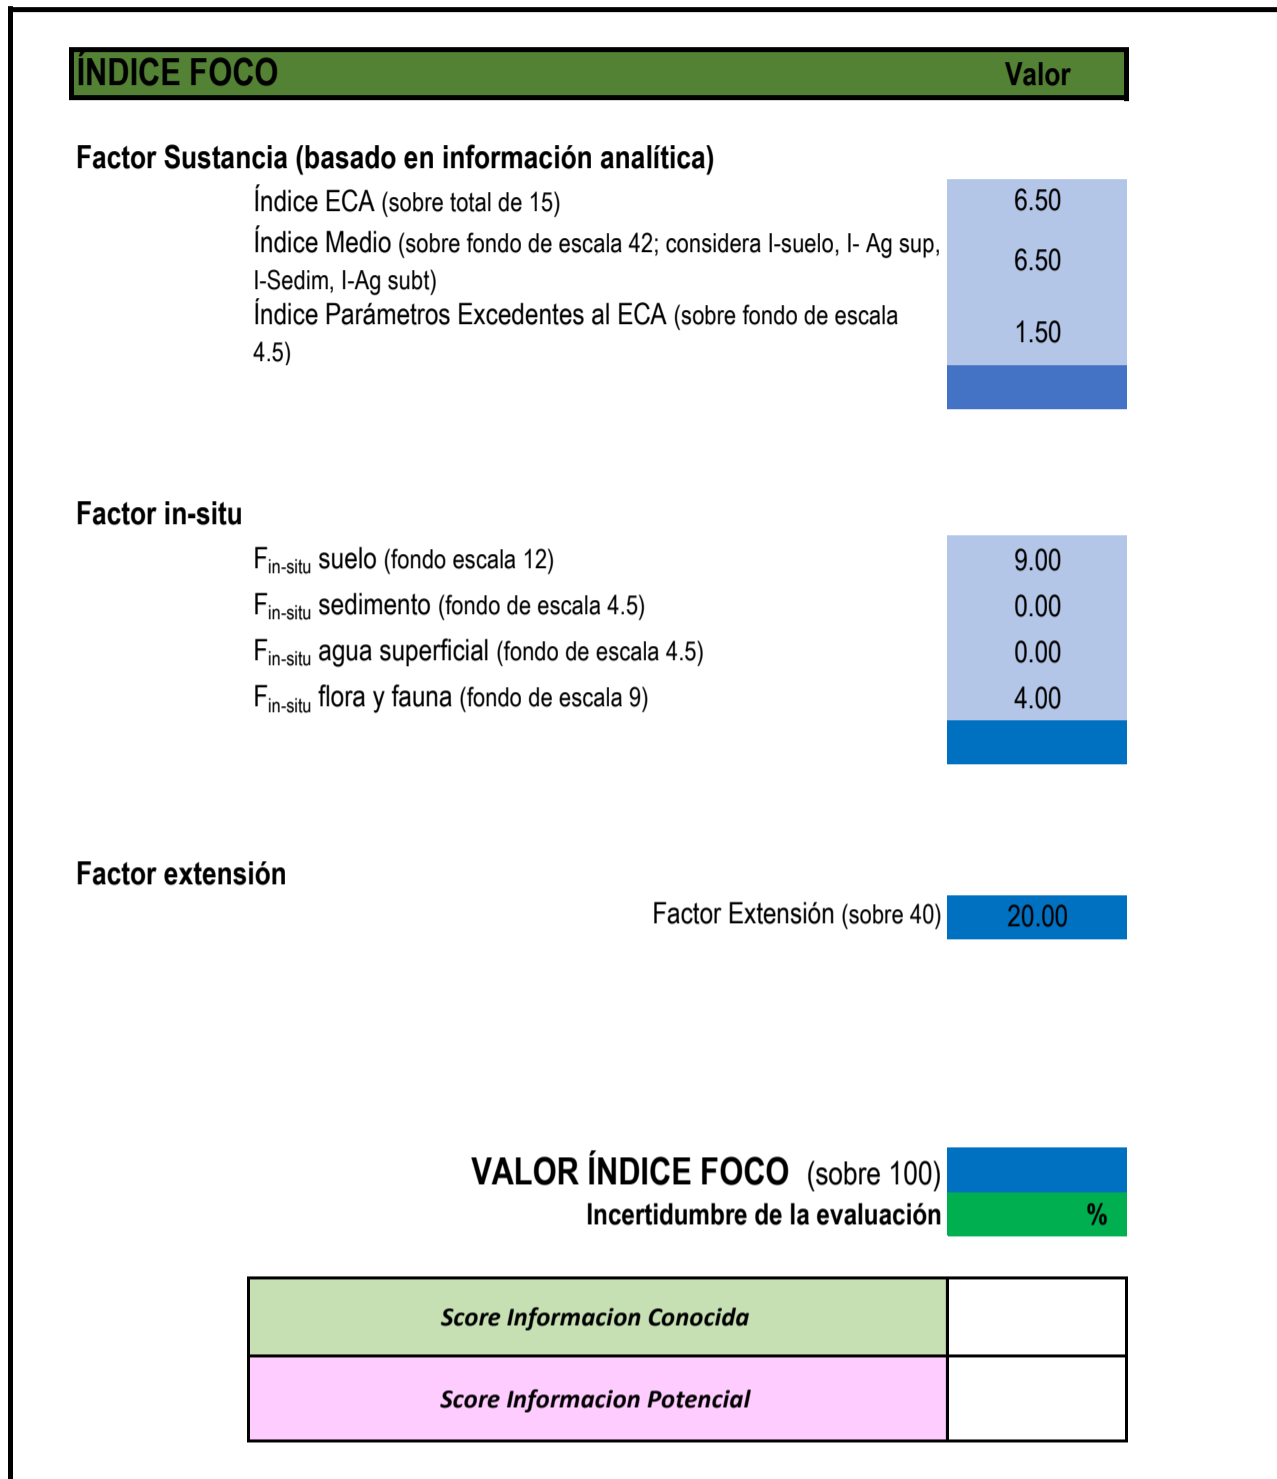 ÍNDICE FOCO Valor
Factor Sustancia (basado en información analítica)
Índice ECA (sobre total de 15) 6.50
Índice Medio (sobre fondo de escala 42; considera I-suelo, I- Ag sup,
I-Sedim, I-Ag subt) 6.50
Índice Parámetros Excedentes al ECA (sobre fondo de escala
4.5) 1.50
Factor in-situ
Fin-situ suelo (fondo escala 12) 9.00
Fin-situ sedimento (fondo de escala 4.5) 0.00
Fin-situ agua superficial (fondo de escala 4.5) 0.00
Fin-situ flora y fauna (fondo de escala 9) 4.00
Factor extensión
Factor Extensión (sobre 40) 20.00
VALOR ÍNDICE FOCO (sobre 100)
Incertidumbre de la evaluación %
Score Informacion Conocida
Score Informacion Potencial